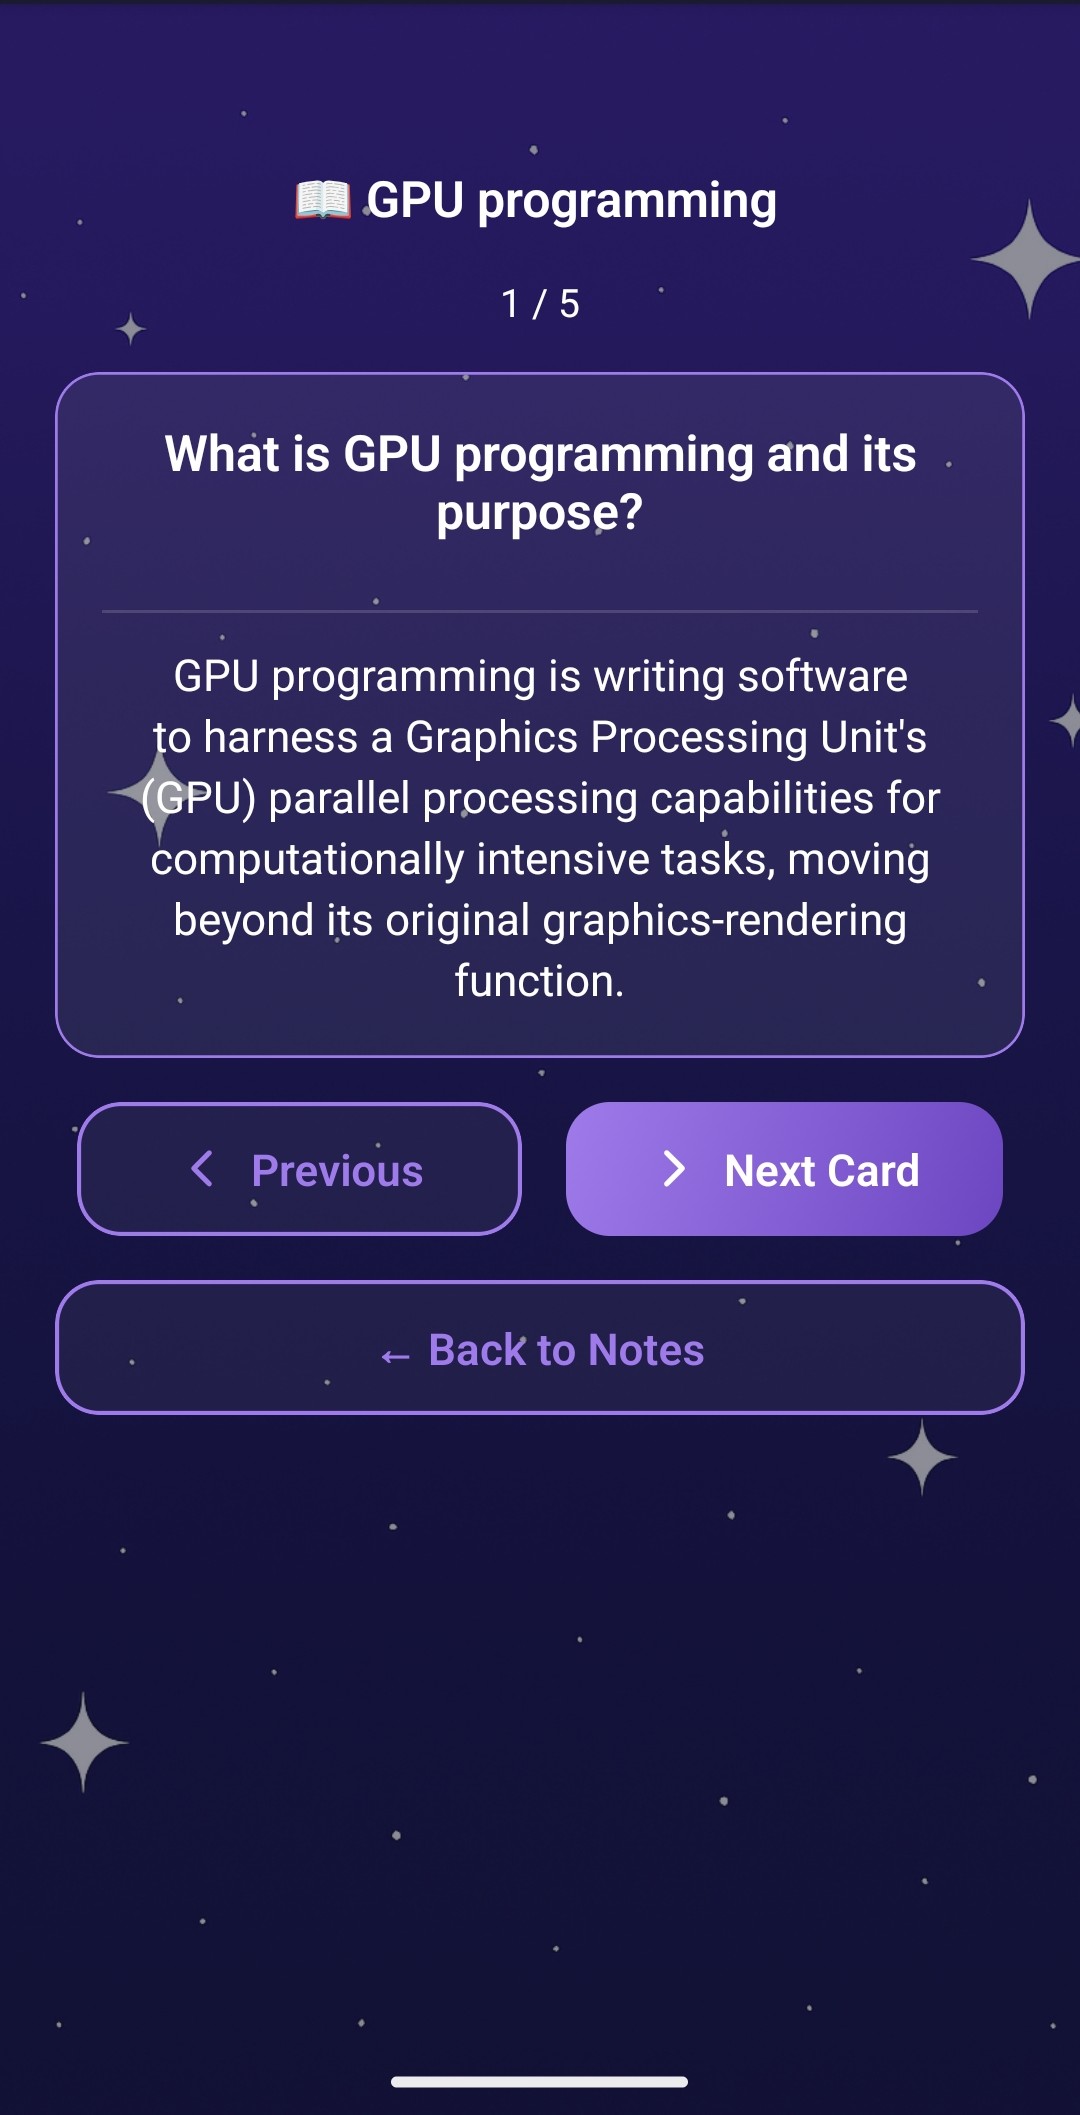 📖 GPU programming
1 / 5
What is GPU programming and its
purpose?
GPU programming is writing software
to harness a Graphics Processing Unit's
(GPU) parallel processing capabilities for
computationally intensive tasks, moving
beyond its original graphics-rendering
function.
Previous
Next Card
← Back to Notes